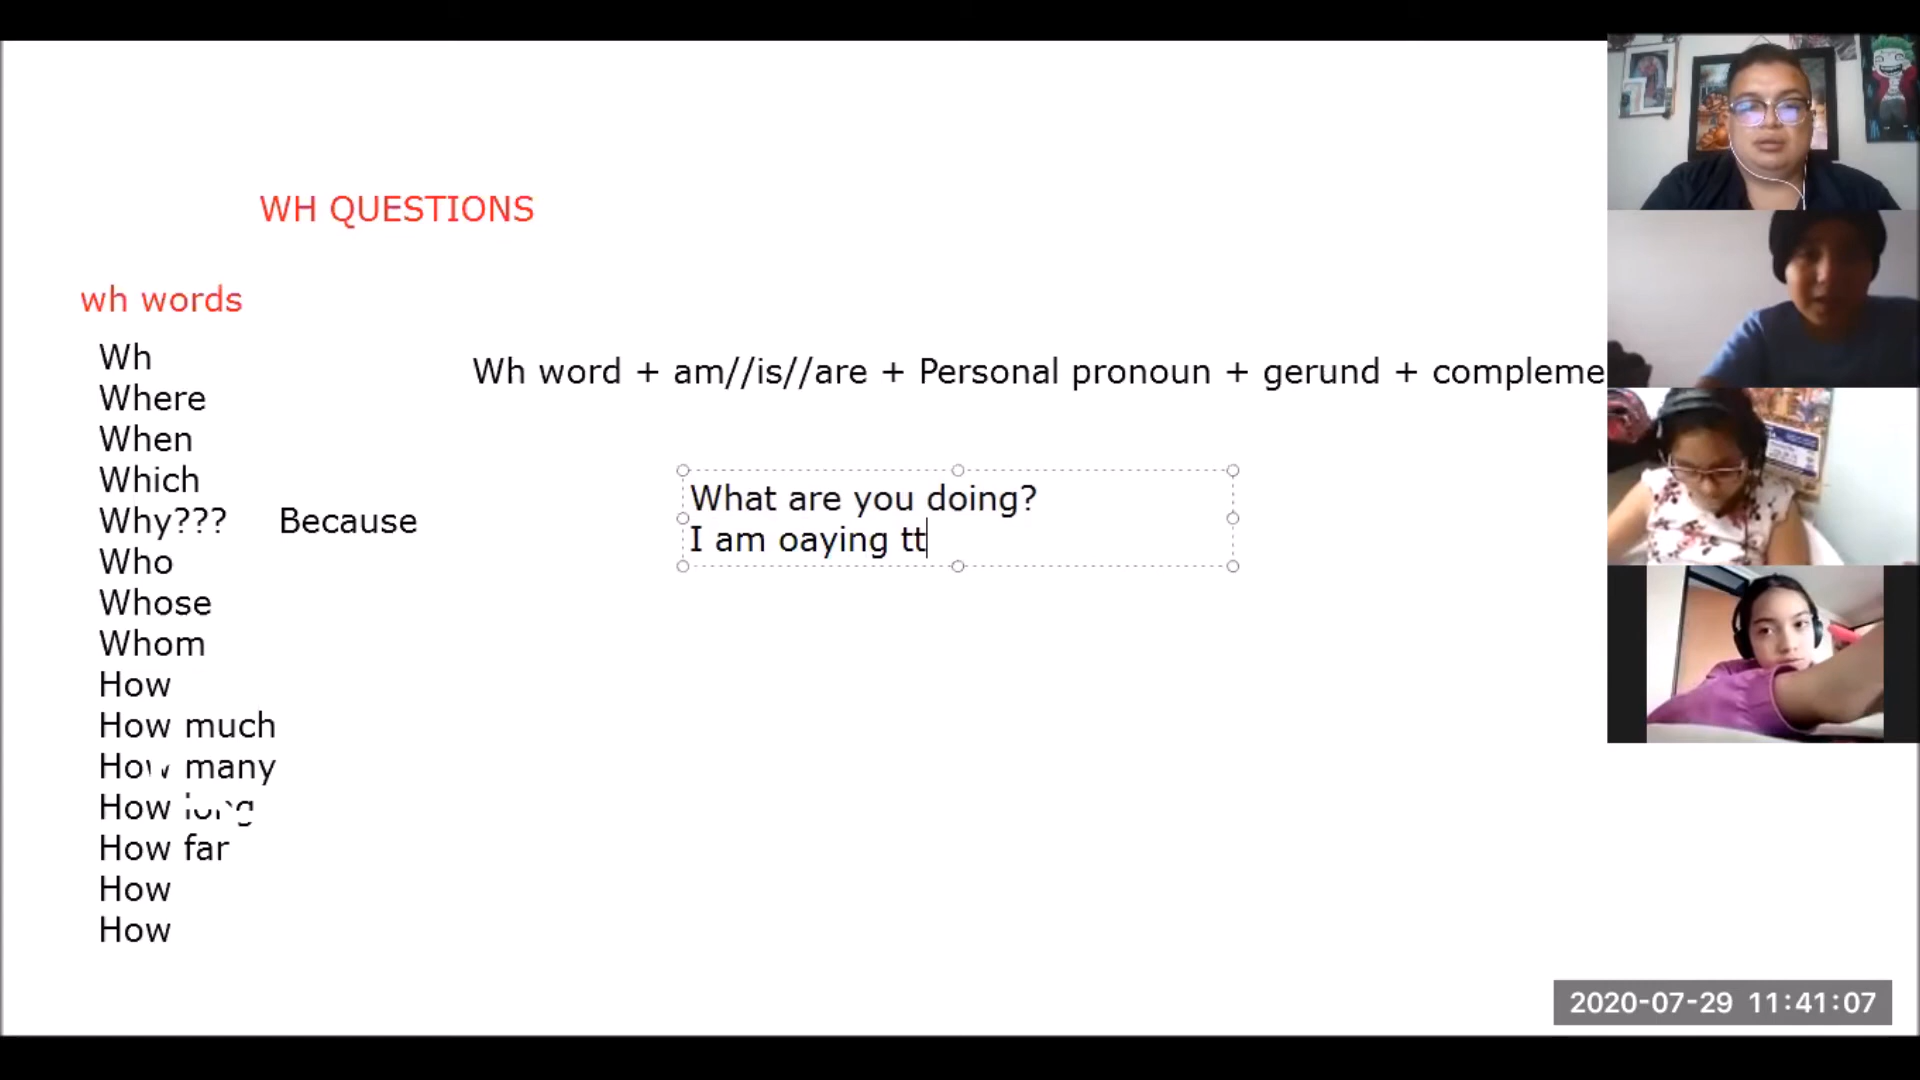 WH QUESTIONS
wh words
Wh
Where
When
Which
Why??? Because
Who
Whose
Whom
How
How much
How many
How long
How far
How
How
Wh word + am//is//are + Personal pronoun + gerund + compleme
What are you doing?
I am oaying tt
2020-07-29 11:41:07